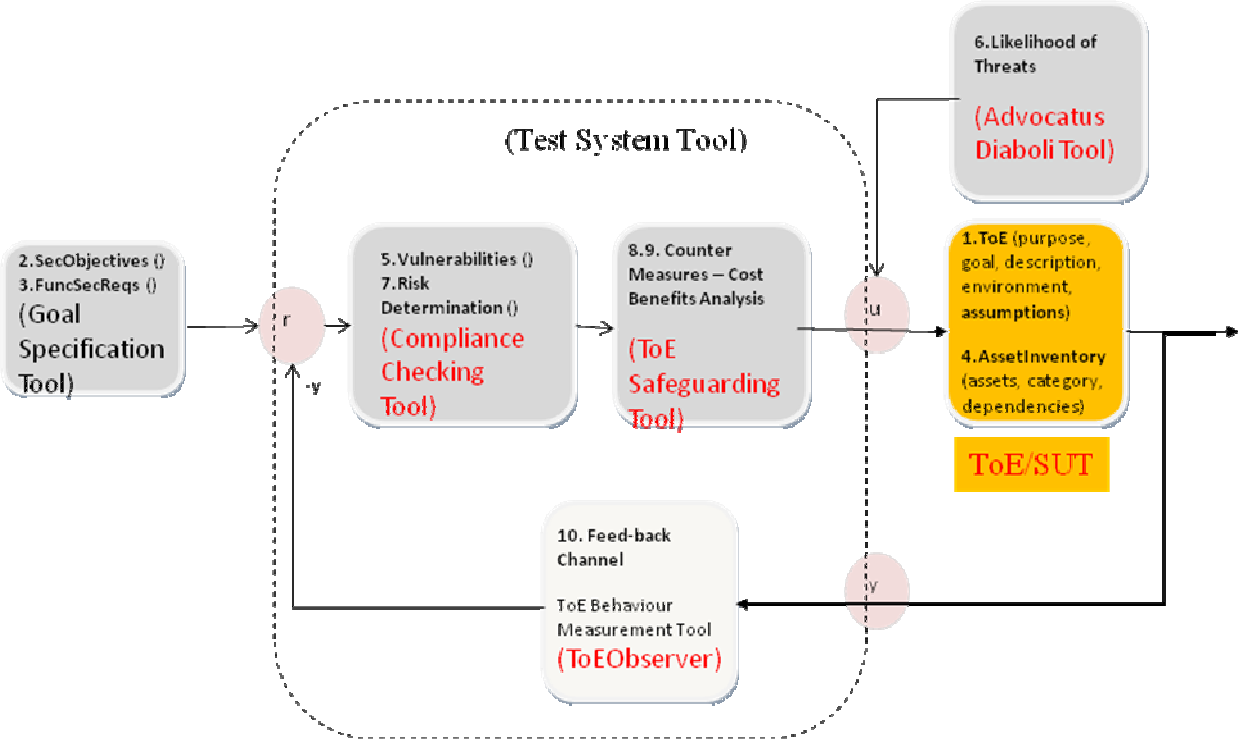 6.Likelihood of
Threats
(Advocatus
Diaboli Tool)
(Test System Tool)
2.SecObjectives ()
3.FuncSecReqs ()
(Goal
Specification
Tool)
r
-y
5.Vulnerabilities ()
7.Risk
Determination ()
(Compliance
Checking
Tool)
8.9. Counter
Measures – Cost
Benefits Analysis
(ToE
Safeguarding
Tool)
u
1.ToE (purpose,
goal, description,
environment,
assumptions)
4.AssetInventory
(assets, category,
dependencies)
ToE/SUT
10. Feed-back
Channel
ToE Behaviour
Measurement Tool
(ToEObserver)
y